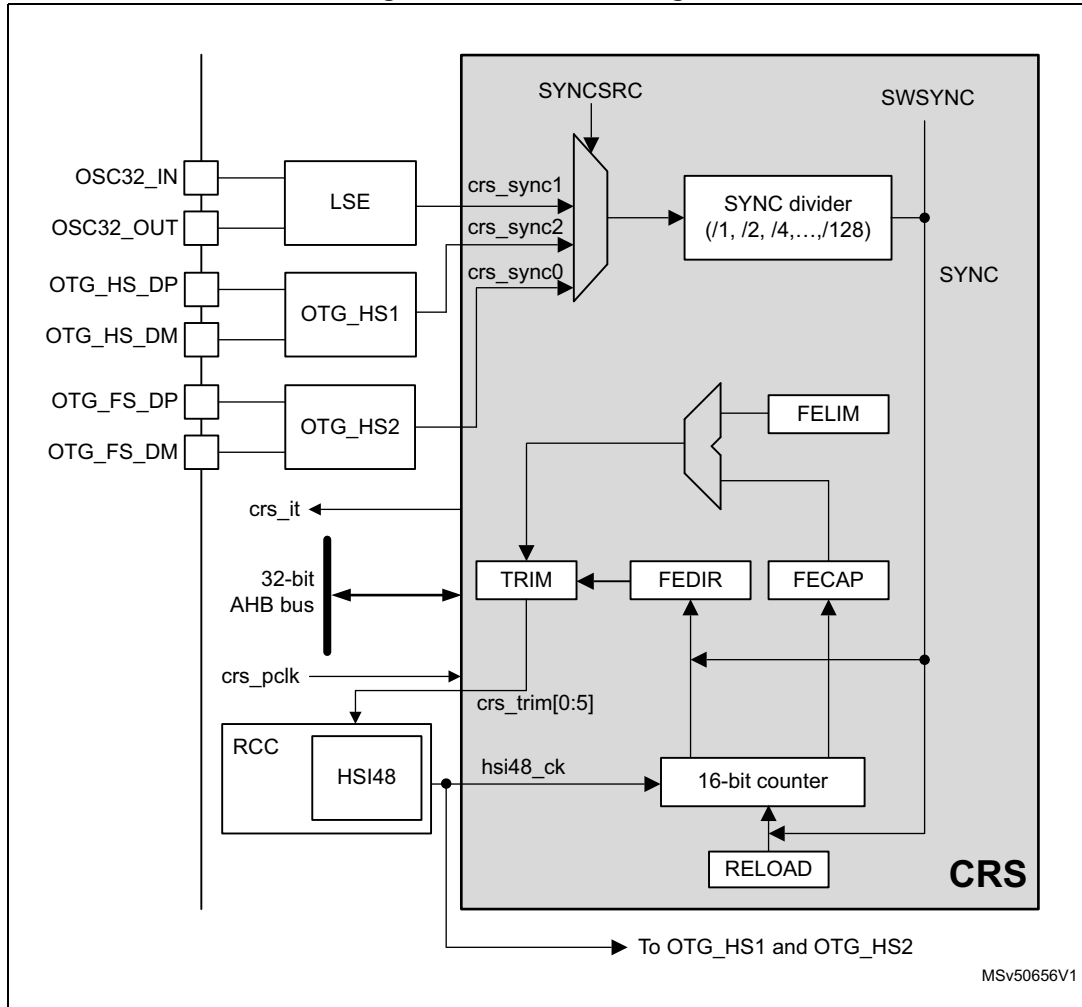 SYNCSRC
SWSYNC
OSC32_IN
LSE
crs_sync1
SYNC divider
(/1, /2, /4,…,/128)
OSC32_OUT
crs_sync2
SYNC
OTG_HS_DP
crs_sync0
OTG_HS1
OTG_HS_DM
OTG_FS_DP
FELIM
OTG_HS2
OTG_FS_DM
crs_it
32-bit
AHB bus
TRIM
FEDIR
FECAP
crs_pclk
crs_trim[0:5]
RCC
HSI48
hsi48_ck
16-bit counter
RELOAD
CRS
To OTG_HS1 and OTG_HS2
MSv50656V1